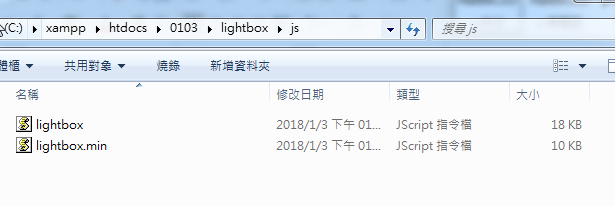 (C:) ▸ xampp ▸ htdocs ▸ 0103 ▸ lightbox ▸ js
搜尋 js
體櫃 共用對象 燒錄 新增資料夾
名稱 修改日期 類型 大小
lightbox 2018/1/3 下午 01... JScript 指令檔 18 KB
lightbox.min 2018/1/3 下午 01... JScript 指令檔 10 KB